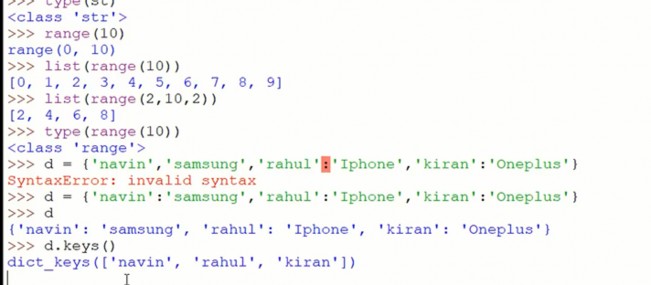 >>> type(st)
<class 'str'>
>>> range(10)
range(0, 10)
>>> list(range(10))
[0, 1, 2, 3, 4, 5, 6, 7, 8, 9]
>>> list(range(2,10,2))
[2, 4, 6, 8]
>>> type(range(10))
<class 'range'>
>>> d = {'navin','samsung','rahul':'Iphone','kiran':'Oneplus'}
SyntaxError: invalid syntax
>>> d = {'navin':'samsung','rahul':'Iphone','kiran':'Oneplus'}
>>> d
{'navin': 'samsung', 'rahul': 'Iphone', 'kiran': 'Oneplus'}
>>> d.keys()
dict_keys(['navin', 'rahul', 'kiran'])